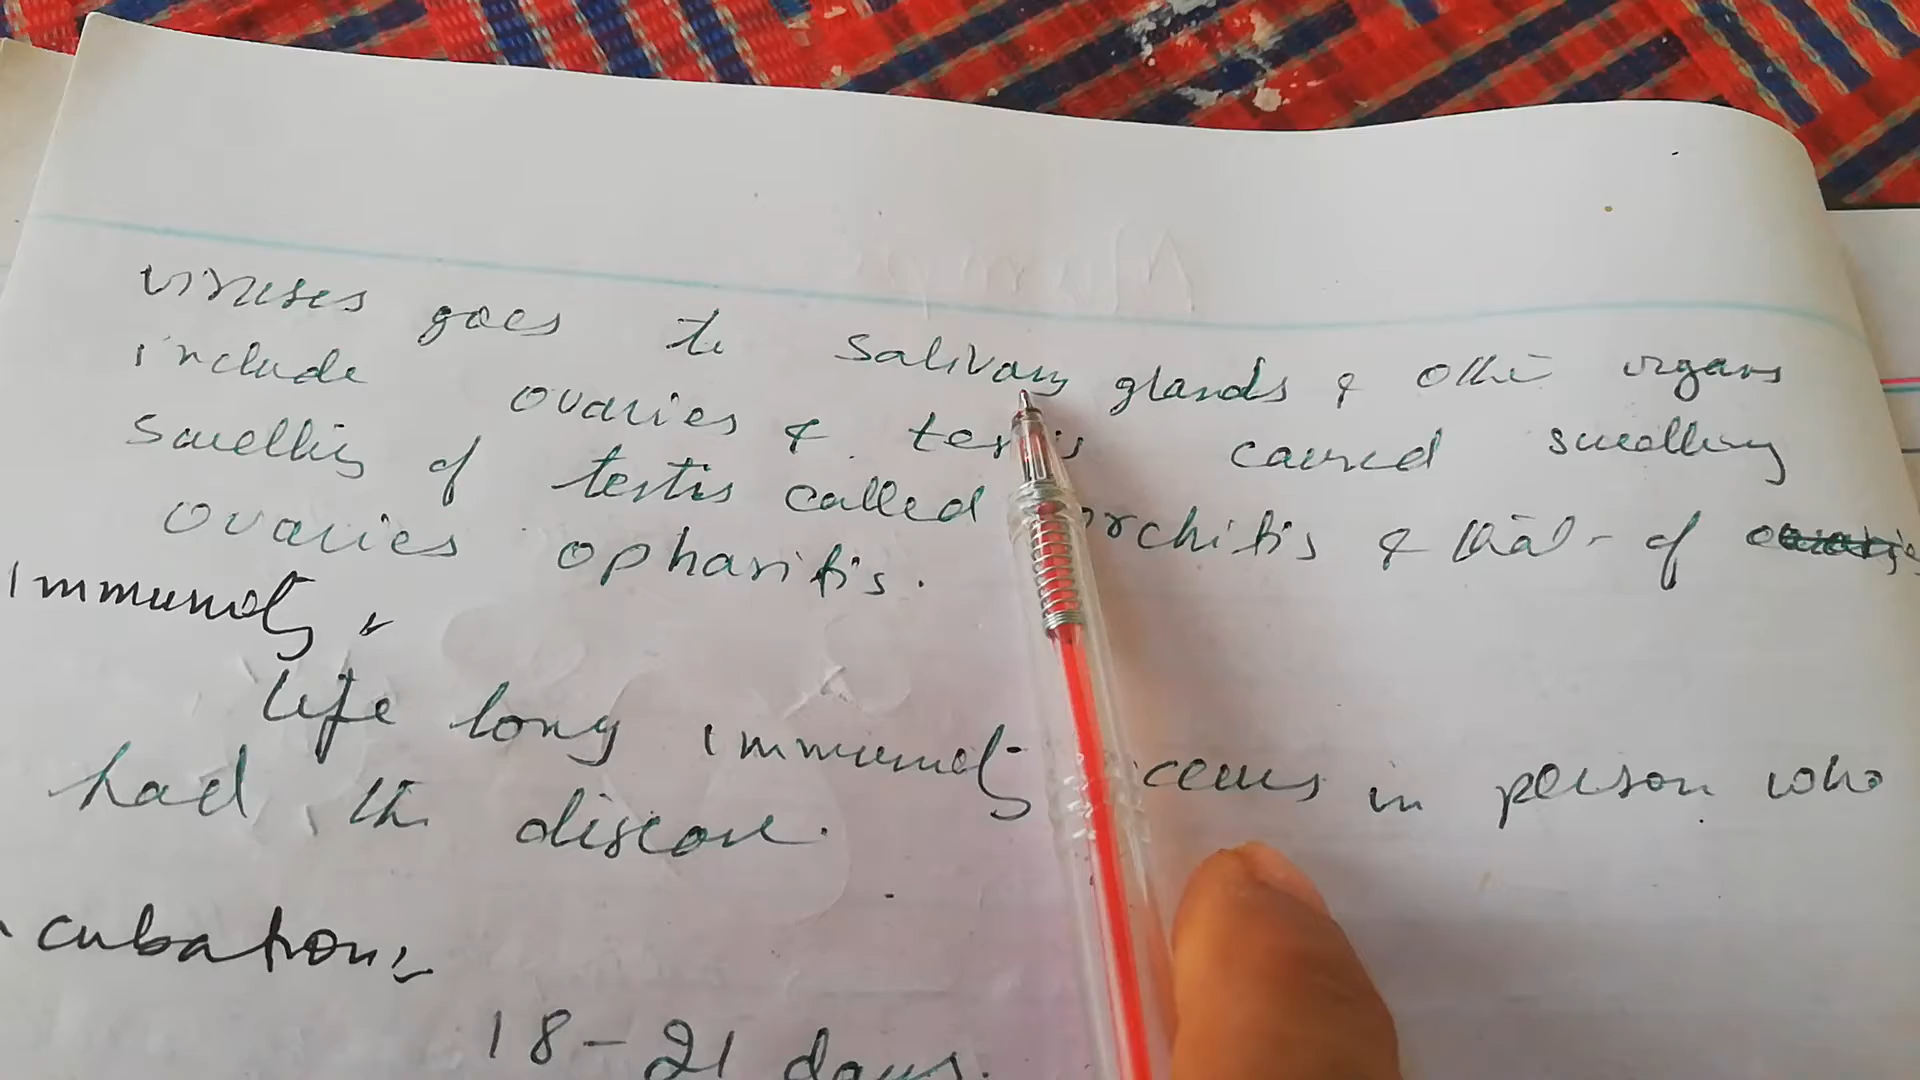 viruses goes to salivary glands & other organs
include ovaries & testis caused swelling
swelling of testis called orchitis & that of
ovaries opharitis.
Immunity
Life long immunity occurs in person who
had the disease.
cubation
18-21 days.